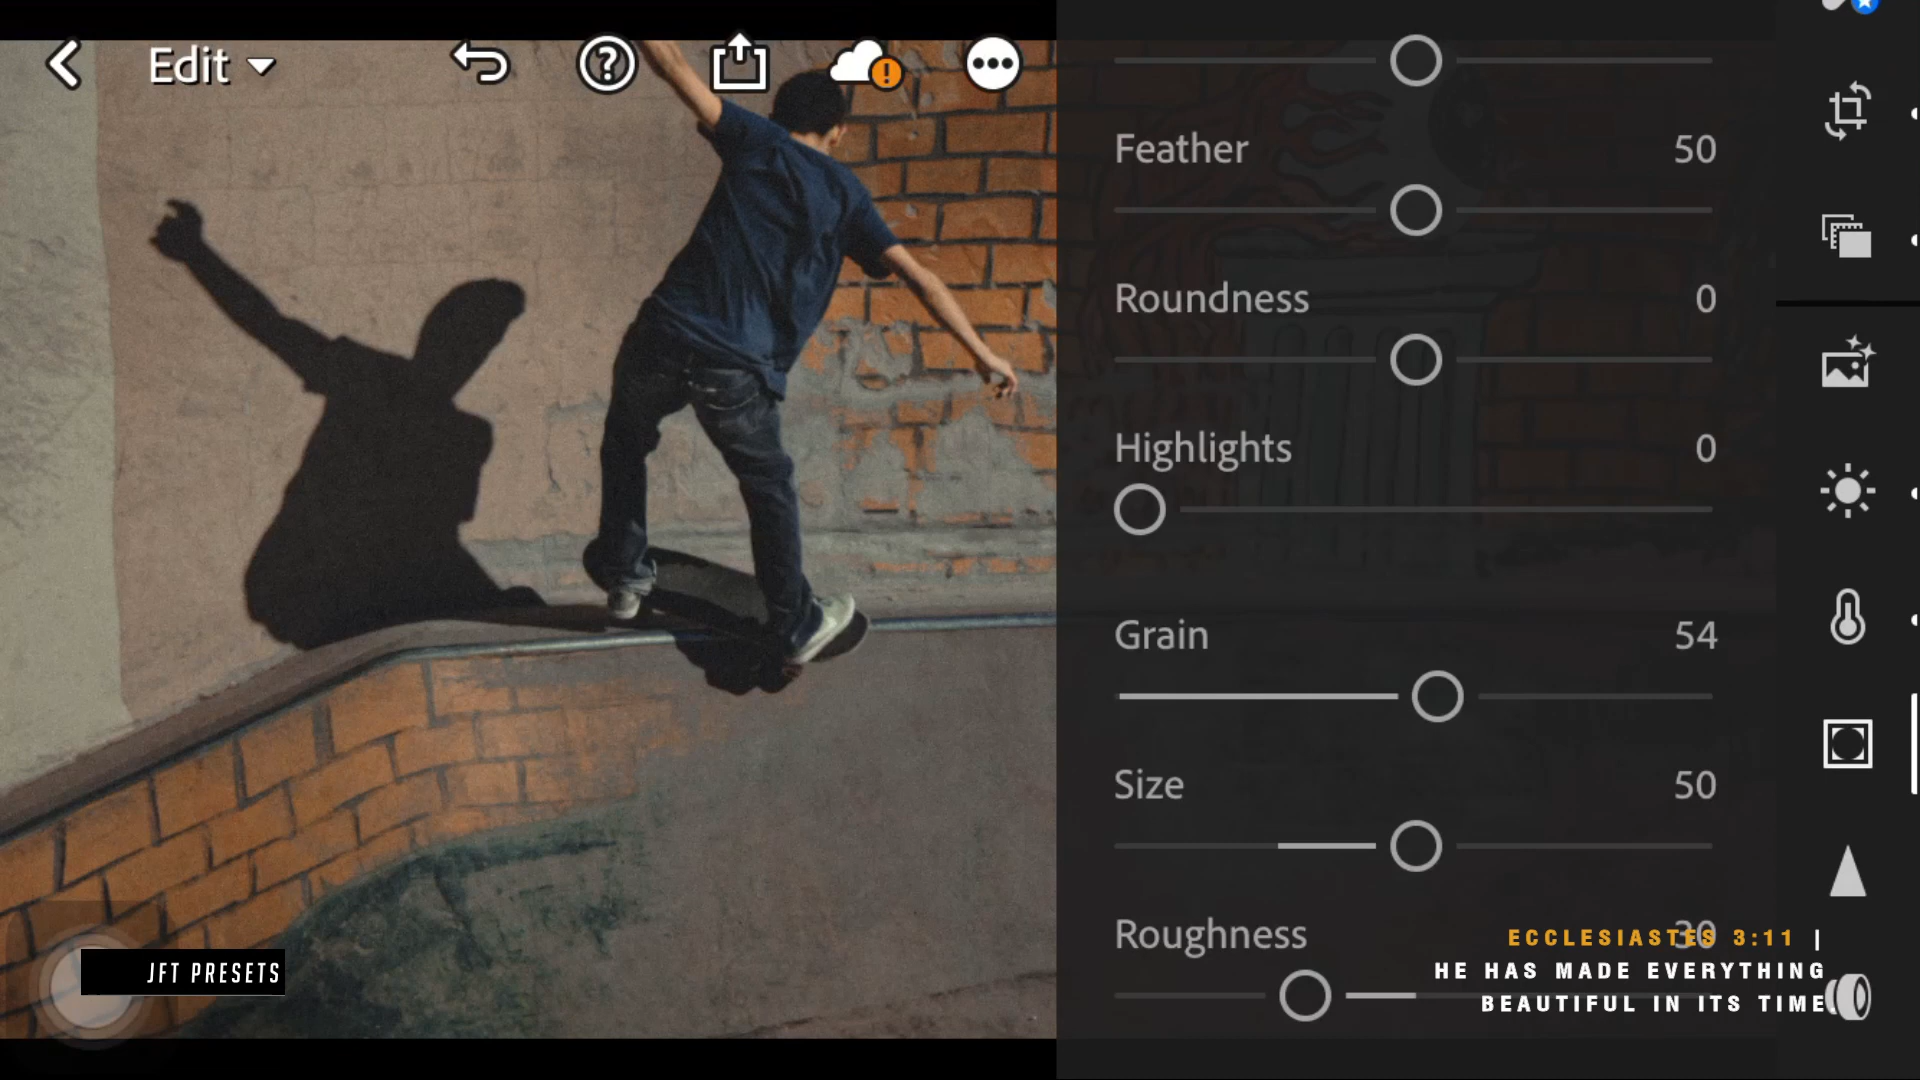 Edit
Feather 50
Roundness 0
Highlights 0
Grain 54
Size 50
Roughness 30
ECCLESIASTES 3:11 |
HE HAS MADE EVERYTHING
BEAUTIFUL IN ITS TIME
JFT PRESETS